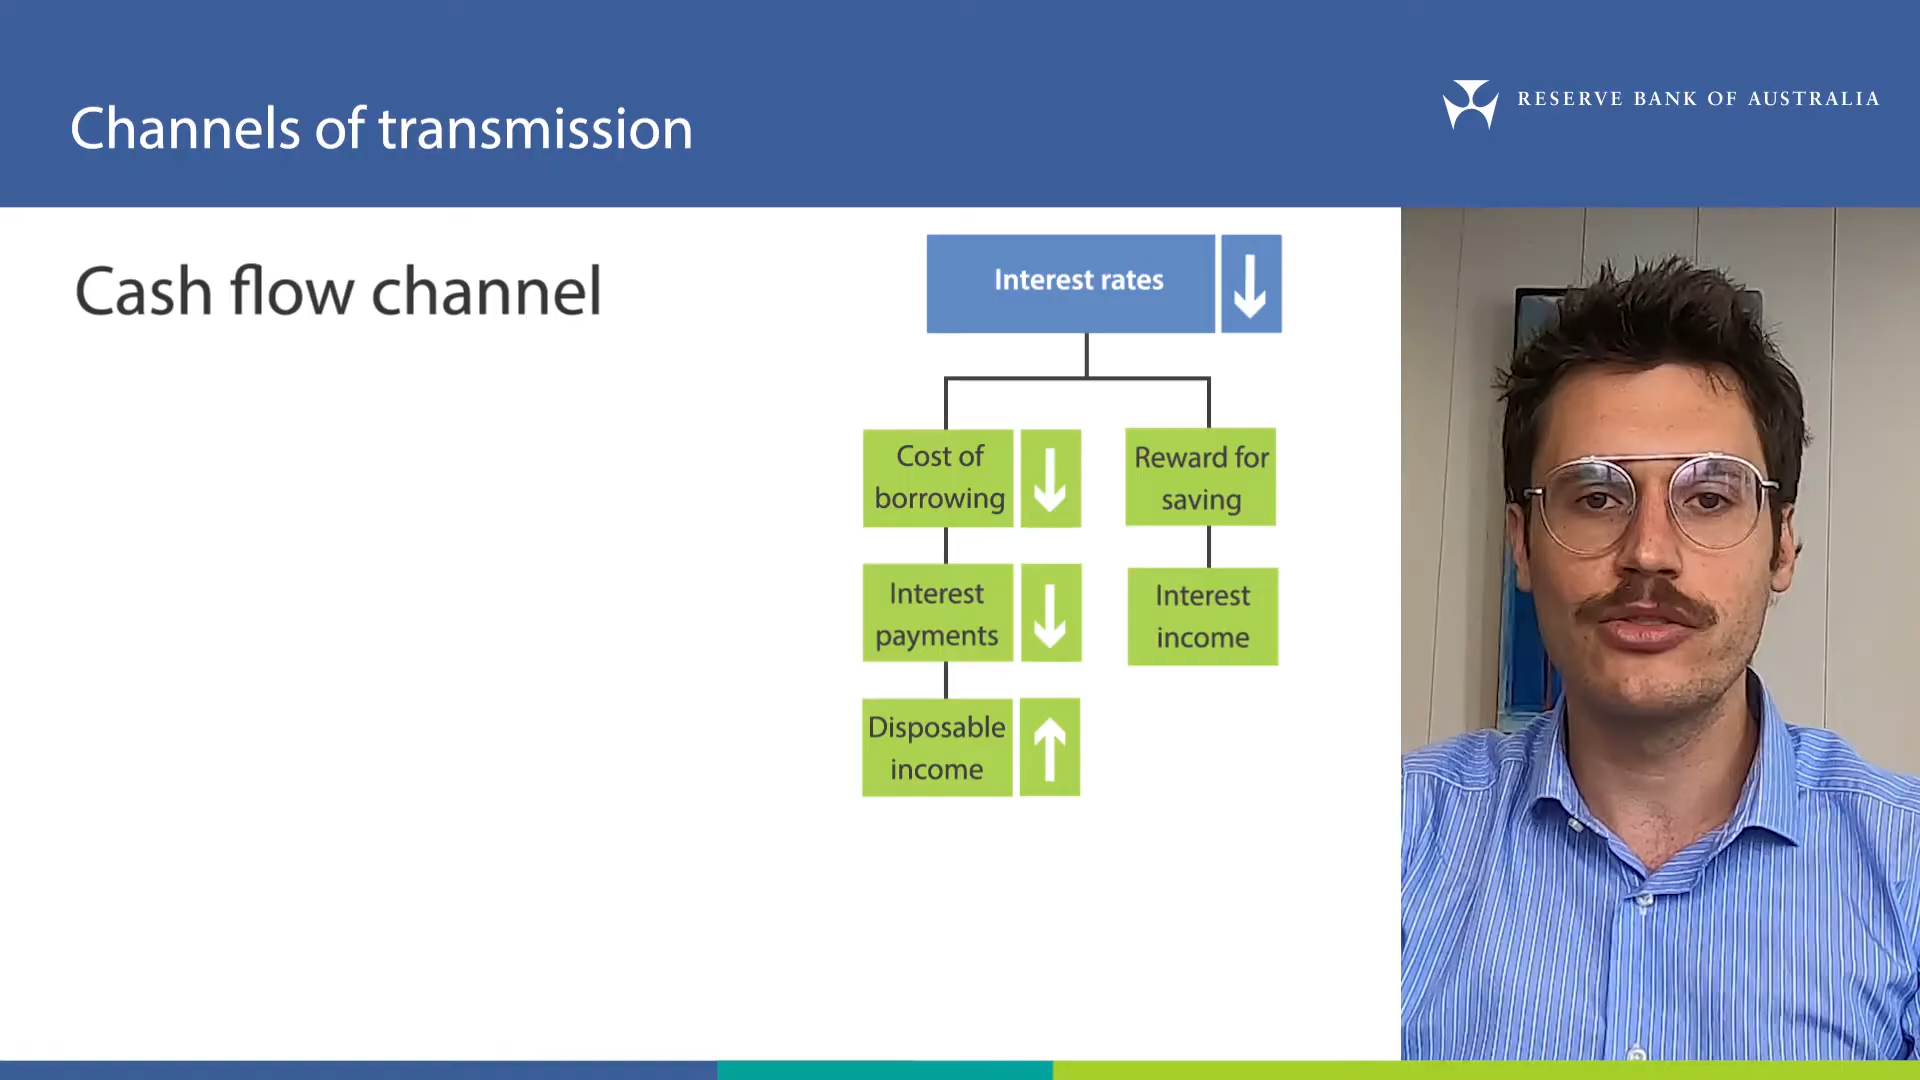 Channels of transmission
RESERVE BANK OF AUSTRALIA
Cash flow channel
Interest rates
Cost of
borrowing
Reward for
saving
Interest
payments
Interest
income
Disposable
income